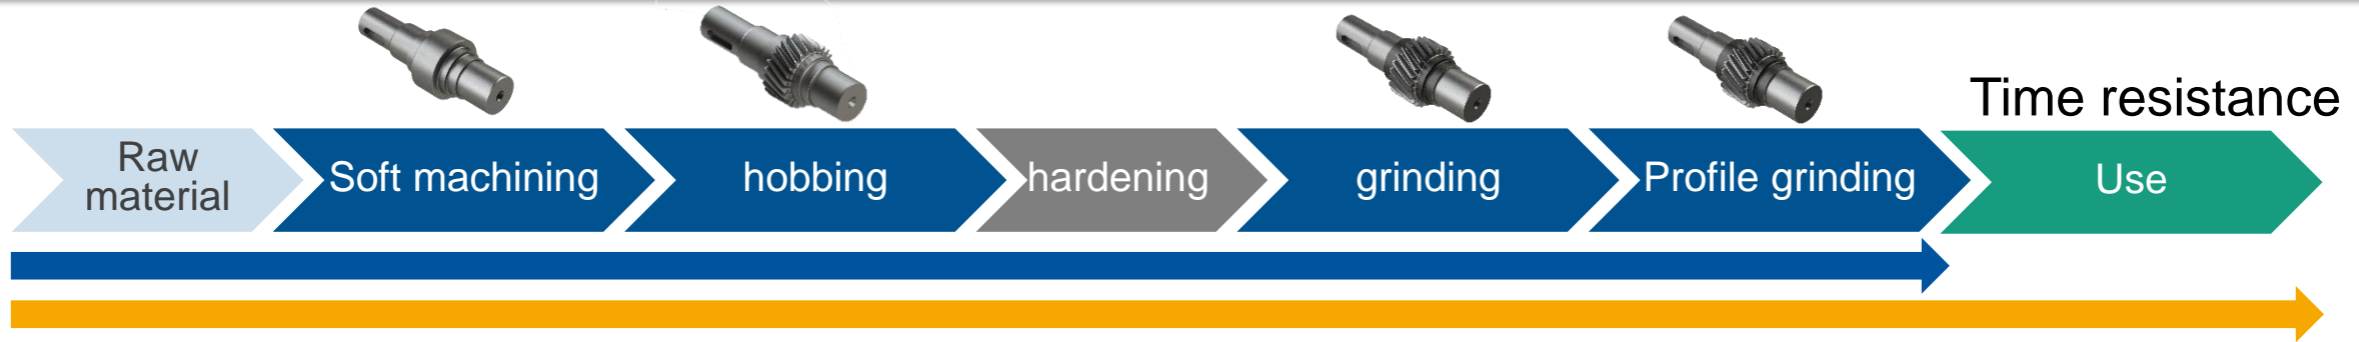 Time resistance
Raw
material
Soft machining
hobbing
hardening
grinding
Profile grinding
Use